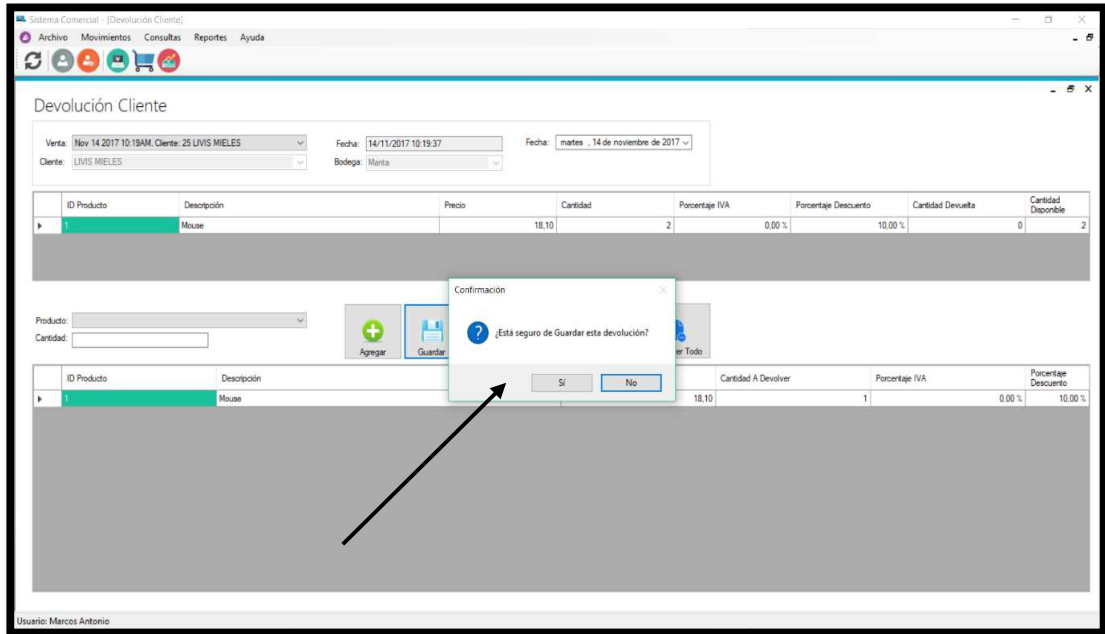 Sistema Comercial - [Devolución Cliente]
Archivo Movimientos Consultas Reportes Ayuda
Devolución Cliente
Venta: Nov 14 2017 10:19AM. Cliente: 25 LIVIS MIELES Fecha: 14/11/2017 10:19:37 Fecha: martes , 14 de noviembre de 2017
Cliente: LIVIS MIELES Bodega: Manta
ID Producto Descripción Precio Cantidad Porcentaje IVA Porcentaje Descuento Cantidad Devuelta Cantidad Disponible
1 Mouse 18,10 2 0,00 % 10,00 % 0 2
Confirmación
¿Está seguro de Guardar esta devolución?
Sí No
Producto:
Cantidad:
Agregar Guardar er Todo
ID Producto Descripción Cantidad A Devolver Porcentaje IVA Porcentaje Descuento
1 Mouse 18,10 1 0,00 % 10,00 %
Usuario: Marcos Antonio